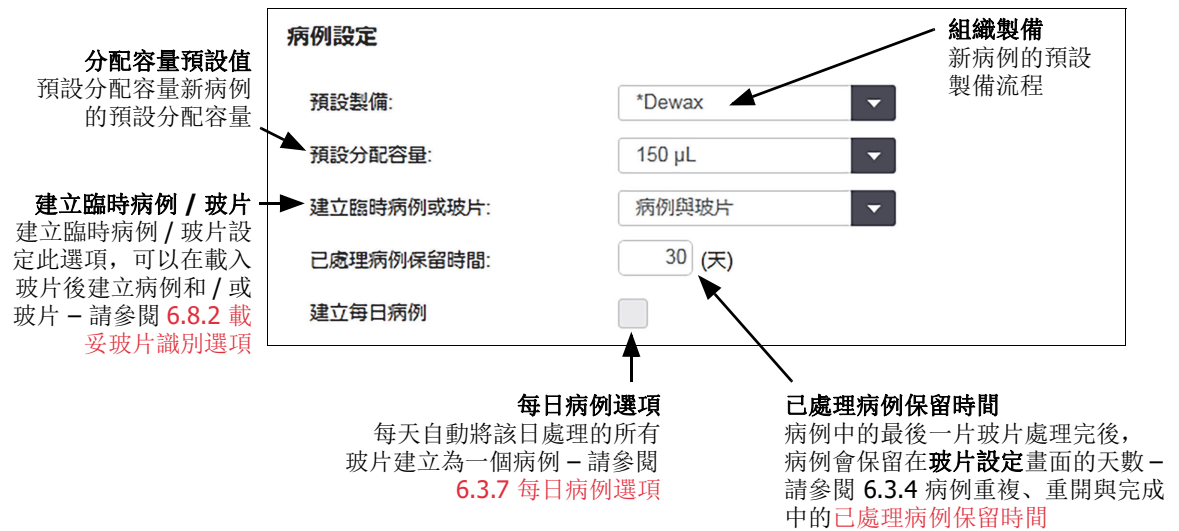 病例設定
預設製備:
*Dewax
預設分配容量:
150 µL
建立臨時病例或玻片:
病例與玻片
已處理病例保留時間:
30 (天)
建立每日病例
組織製備
新病例的預設
製備流程
分配容量預設值
預設分配容量新病例
的預設分配容量
建立臨時病例 / 玻片
建立臨時病例 / 玻片設
定此選項，可以在載入
玻片後建立病例和 / 或
玻片 – 請參閱 6.8.2 載
妥玻片識別選項
每日病例選項
每天自動將該日處理的所有
玻片建立為一個病例 – 請參閱
6.3.7 每日病例選項
已處理病例保留時間
病例中的最後一片玻片處理完後，
病例會保留在玻片設定畫面的天數 –
請參閱 6.3.4 病例重複、重開與完成
中的已處理病例保留時間